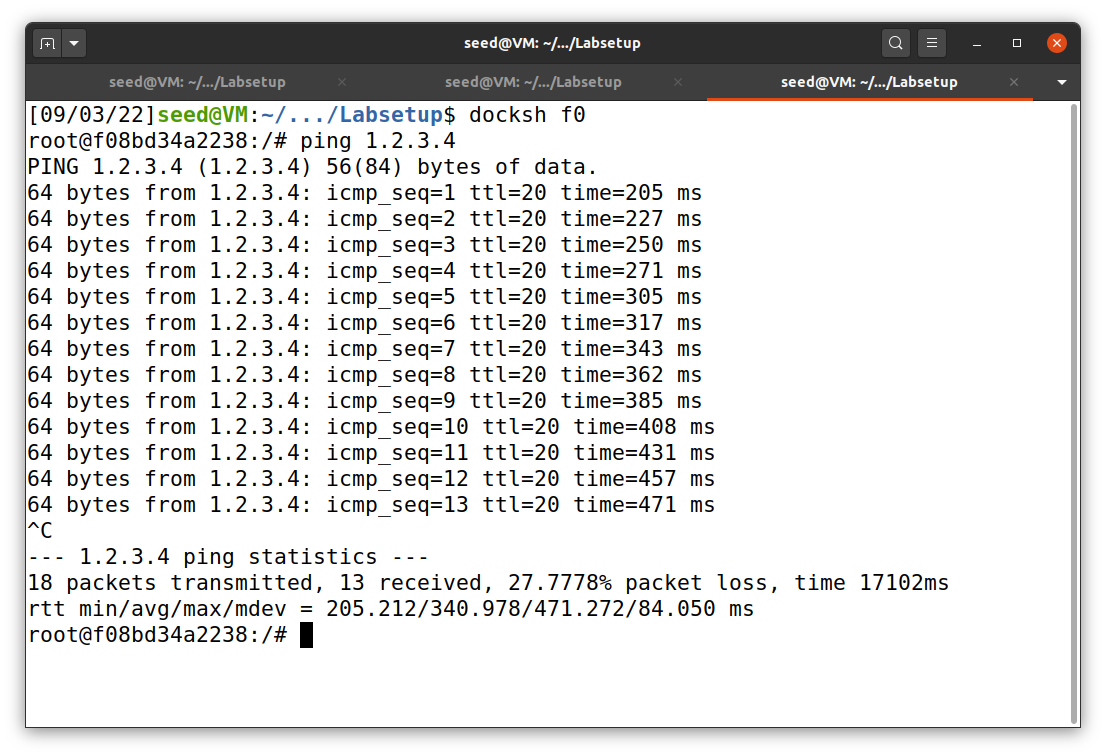 seed@VM: ~/.../Labsetup
seed@VM: ~/.../Labsetup seed@VM: ~/.../Labsetup seed@VM: ~/.../Labsetup
[09/03/22]seed@VM:~/.../Labsetup$ docksh f0
root@f08bd34a2238:/# ping 1.2.3.4
PING 1.2.3.4 (1.2.3.4) 56(84) bytes of data.
64 bytes from 1.2.3.4: icmp_seq=1 ttl=20 time=205 ms
64 bytes from 1.2.3.4: icmp_seq=2 ttl=20 time=227 ms
64 bytes from 1.2.3.4: icmp_seq=3 ttl=20 time=250 ms
64 bytes from 1.2.3.4: icmp_seq=4 ttl=20 time=271 ms
64 bytes from 1.2.3.4: icmp_seq=5 ttl=20 time=305 ms
64 bytes from 1.2.3.4: icmp_seq=6 ttl=20 time=317 ms
64 bytes from 1.2.3.4: icmp_seq=7 ttl=20 time=343 ms
64 bytes from 1.2.3.4: icmp_seq=8 ttl=20 time=362 ms
64 bytes from 1.2.3.4: icmp_seq=9 ttl=20 time=385 ms
64 bytes from 1.2.3.4: icmp_seq=10 ttl=20 time=408 ms
64 bytes from 1.2.3.4: icmp_seq=11 ttl=20 time=431 ms
64 bytes from 1.2.3.4: icmp_seq=12 ttl=20 time=457 ms
64 bytes from 1.2.3.4: icmp_seq=13 ttl=20 time=471 ms
^C
--- 1.2.3.4 ping statistics ---
18 packets transmitted, 13 received, 27.7778% packet loss, time 17102ms
rtt min/avg/max/mdev = 205.212/340.978/471.272/84.050 ms
root@f08bd34a2238:/#